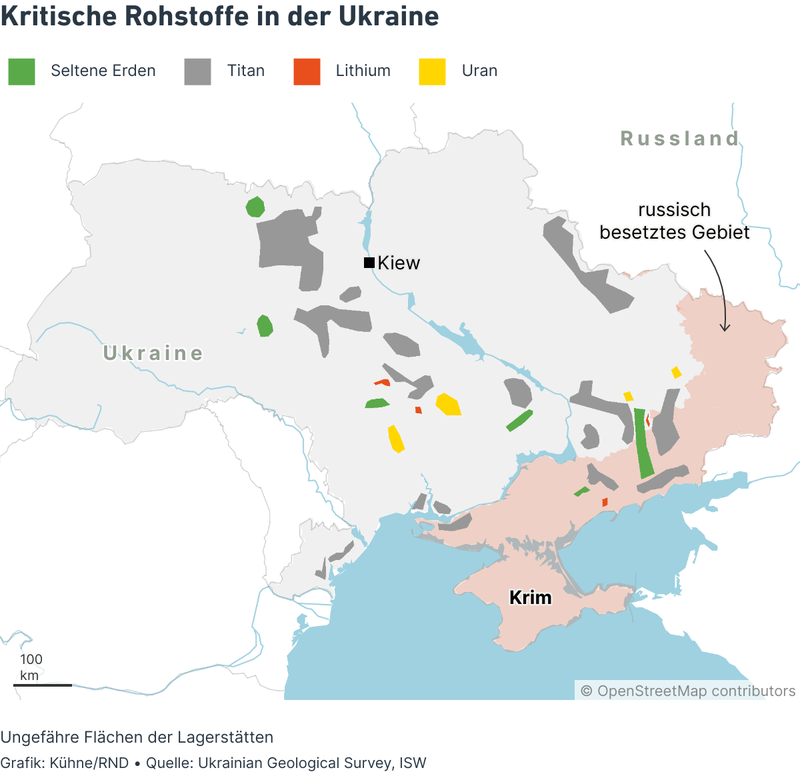 Kritische Rohstoffe in der Ukraine
Seltene Erden
Titan
Lithium
Uran
Russland
russisch
besetztes Gebiet
Kiew
Ukraine
Krim
100
km
© OpenStreetMap contributors
Ungefähre Flächen der Lagerstätten
Grafik: Kühne/RND • Quelle: Ukrainian Geological Survey, ISW